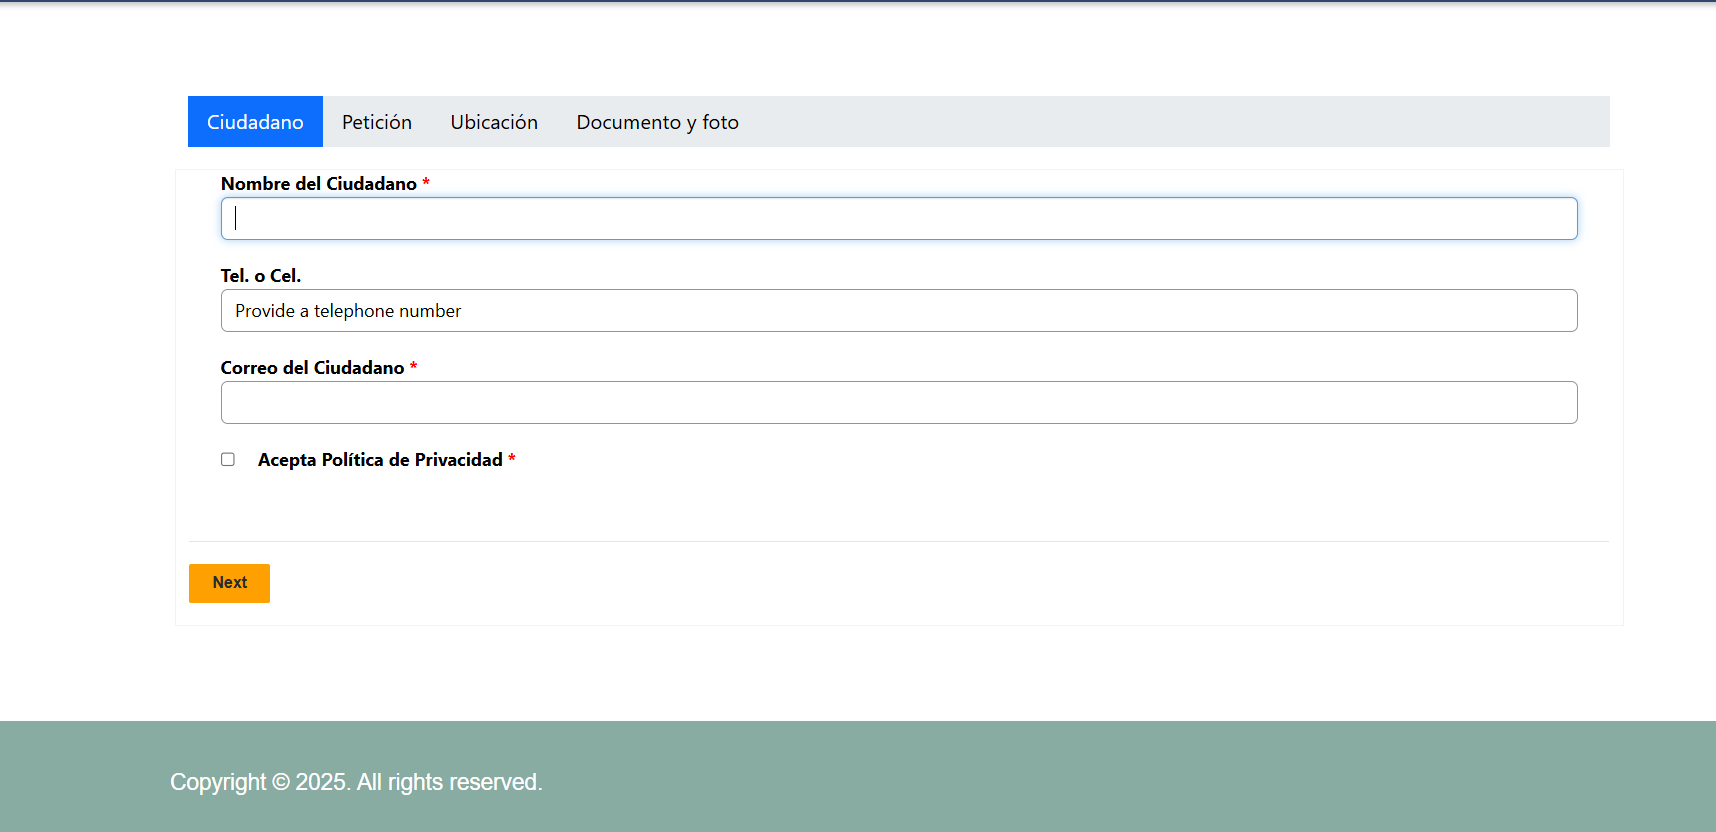 Ciudadano Petición Ubicación Documento y foto
Nombre del Ciudadano *
Tel. o Cel.
Provide a telephone number
Correo del Ciudadano *
Acepta Política de Privacidad *
Next
Copyright © 2025. All rights reserved.